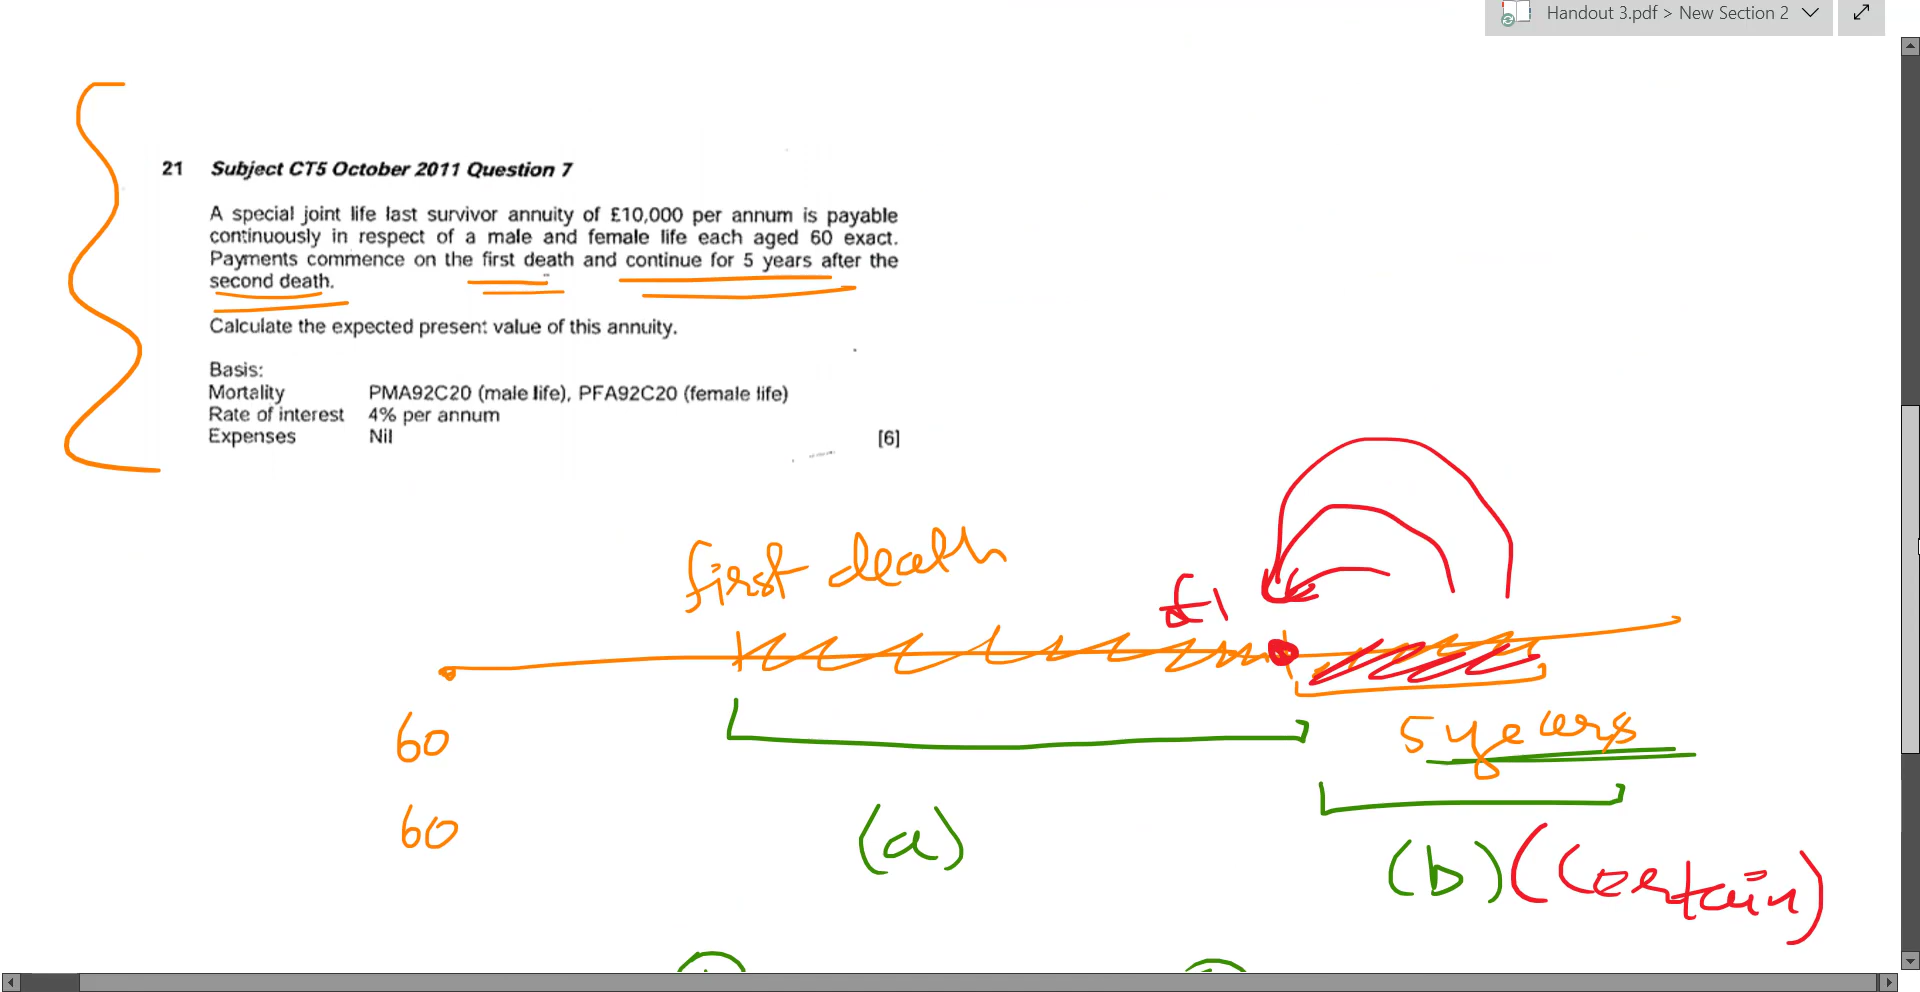 Handout 3.pdf > New Section 2
21 Subject CT5 October 2011 Question 7
A special joint life last survivor annuity of £10,000 per annum is payable
continuously in respect of a male and female life each aged 60 exact.
Payments commence on the first death and continue for 5 years after the
second death.
Calculate the expected present value of this annuity.
Basis:
Mortality PMA92C20 (male life), PFA92C20 (female life)
Rate of interest 4% per annum
Expenses Nil
[6]
first death
£1
60
5 years
60
(a)
(b) (Certain)